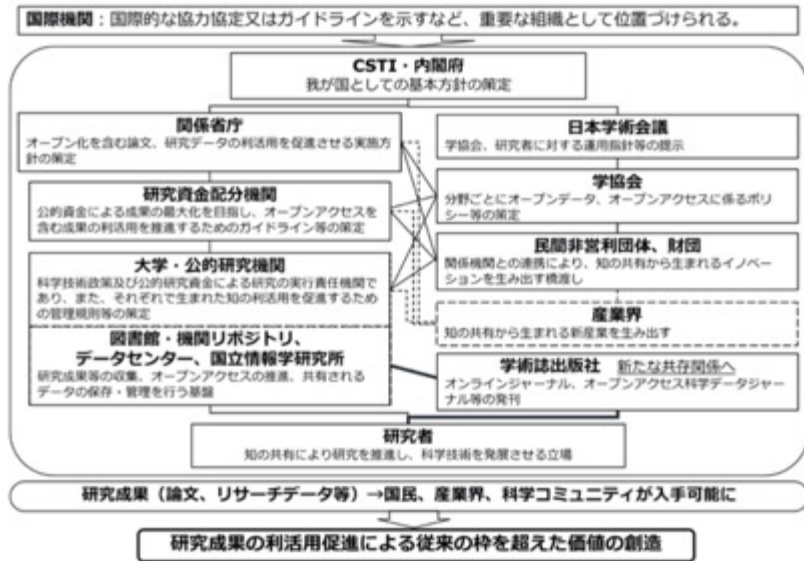 国際機関：国際的な協力協定又はガイドラインを示すなど、重要な組織として位置づけられる。
CSTI・内閣府
我が国としての基本方針の策定
関係省庁
オープン化を含む論文、研究データの利活用を促進させる実施方
針の策定
研究資金配分機関
公的資金による成果の最大化を目指し、オープンアクセスを
含む成果の利活用を推進するためのガイドライン等の策定
大学・公的研究機関
科学技術政策及び公的研究資金による研究の実行責任機関
であり、また、それぞれで生まれた知の利活用を促進するため
の管理規則等の策定
図書館・機関リポジトリ、
データセンター、国立情報学研究所
研究成果等の収集、オープンアクセスの推進、共有される
データの保存・管理を行う基盤
日本学術会議
学協会、研究者に対する運用指針等の提示
学協会
分野ごとにオープンデータ、オープンアクセスに係るポリ
シー等の策定
民間非営利団体、財団
関係機関との連携により、知の共有から生まれるイノベー
ションを生み出す橋渡し
産業界
知の共有から生まれる新産業を生み出す
学術誌出版社　新たな共存関係へ
オンラインジャーナル、オープンアクセス科学データジャー
ナル等の発刊
研究者
知の共有により研究を推進し、科学技術を発展させる立場
研究成果（論文、リサーチデータ等）→国民、産業界、科学コミュニティが入手可能に
研究成果の利活用促進による従来の枠を超えた価値の創造